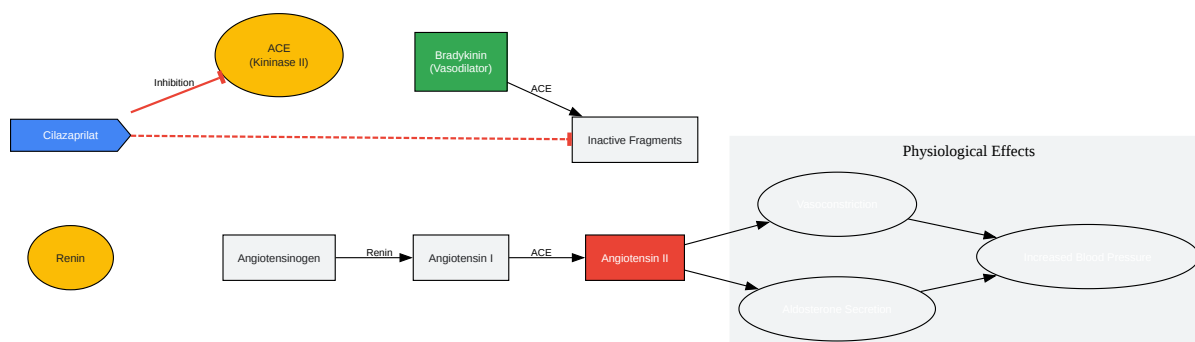 ACE
(Kininase II)
Bradykinin
(Vasodilator)
Inhibition
ACE
Cilazaprilat
Inactive Fragments
Physiological Effects
Vasoconstriction
Renin
Angiotensinogen
Renin
Angiotensin I
ACE
Angiotensin II
Increased Blood Pressure
Aldosterone Secretion